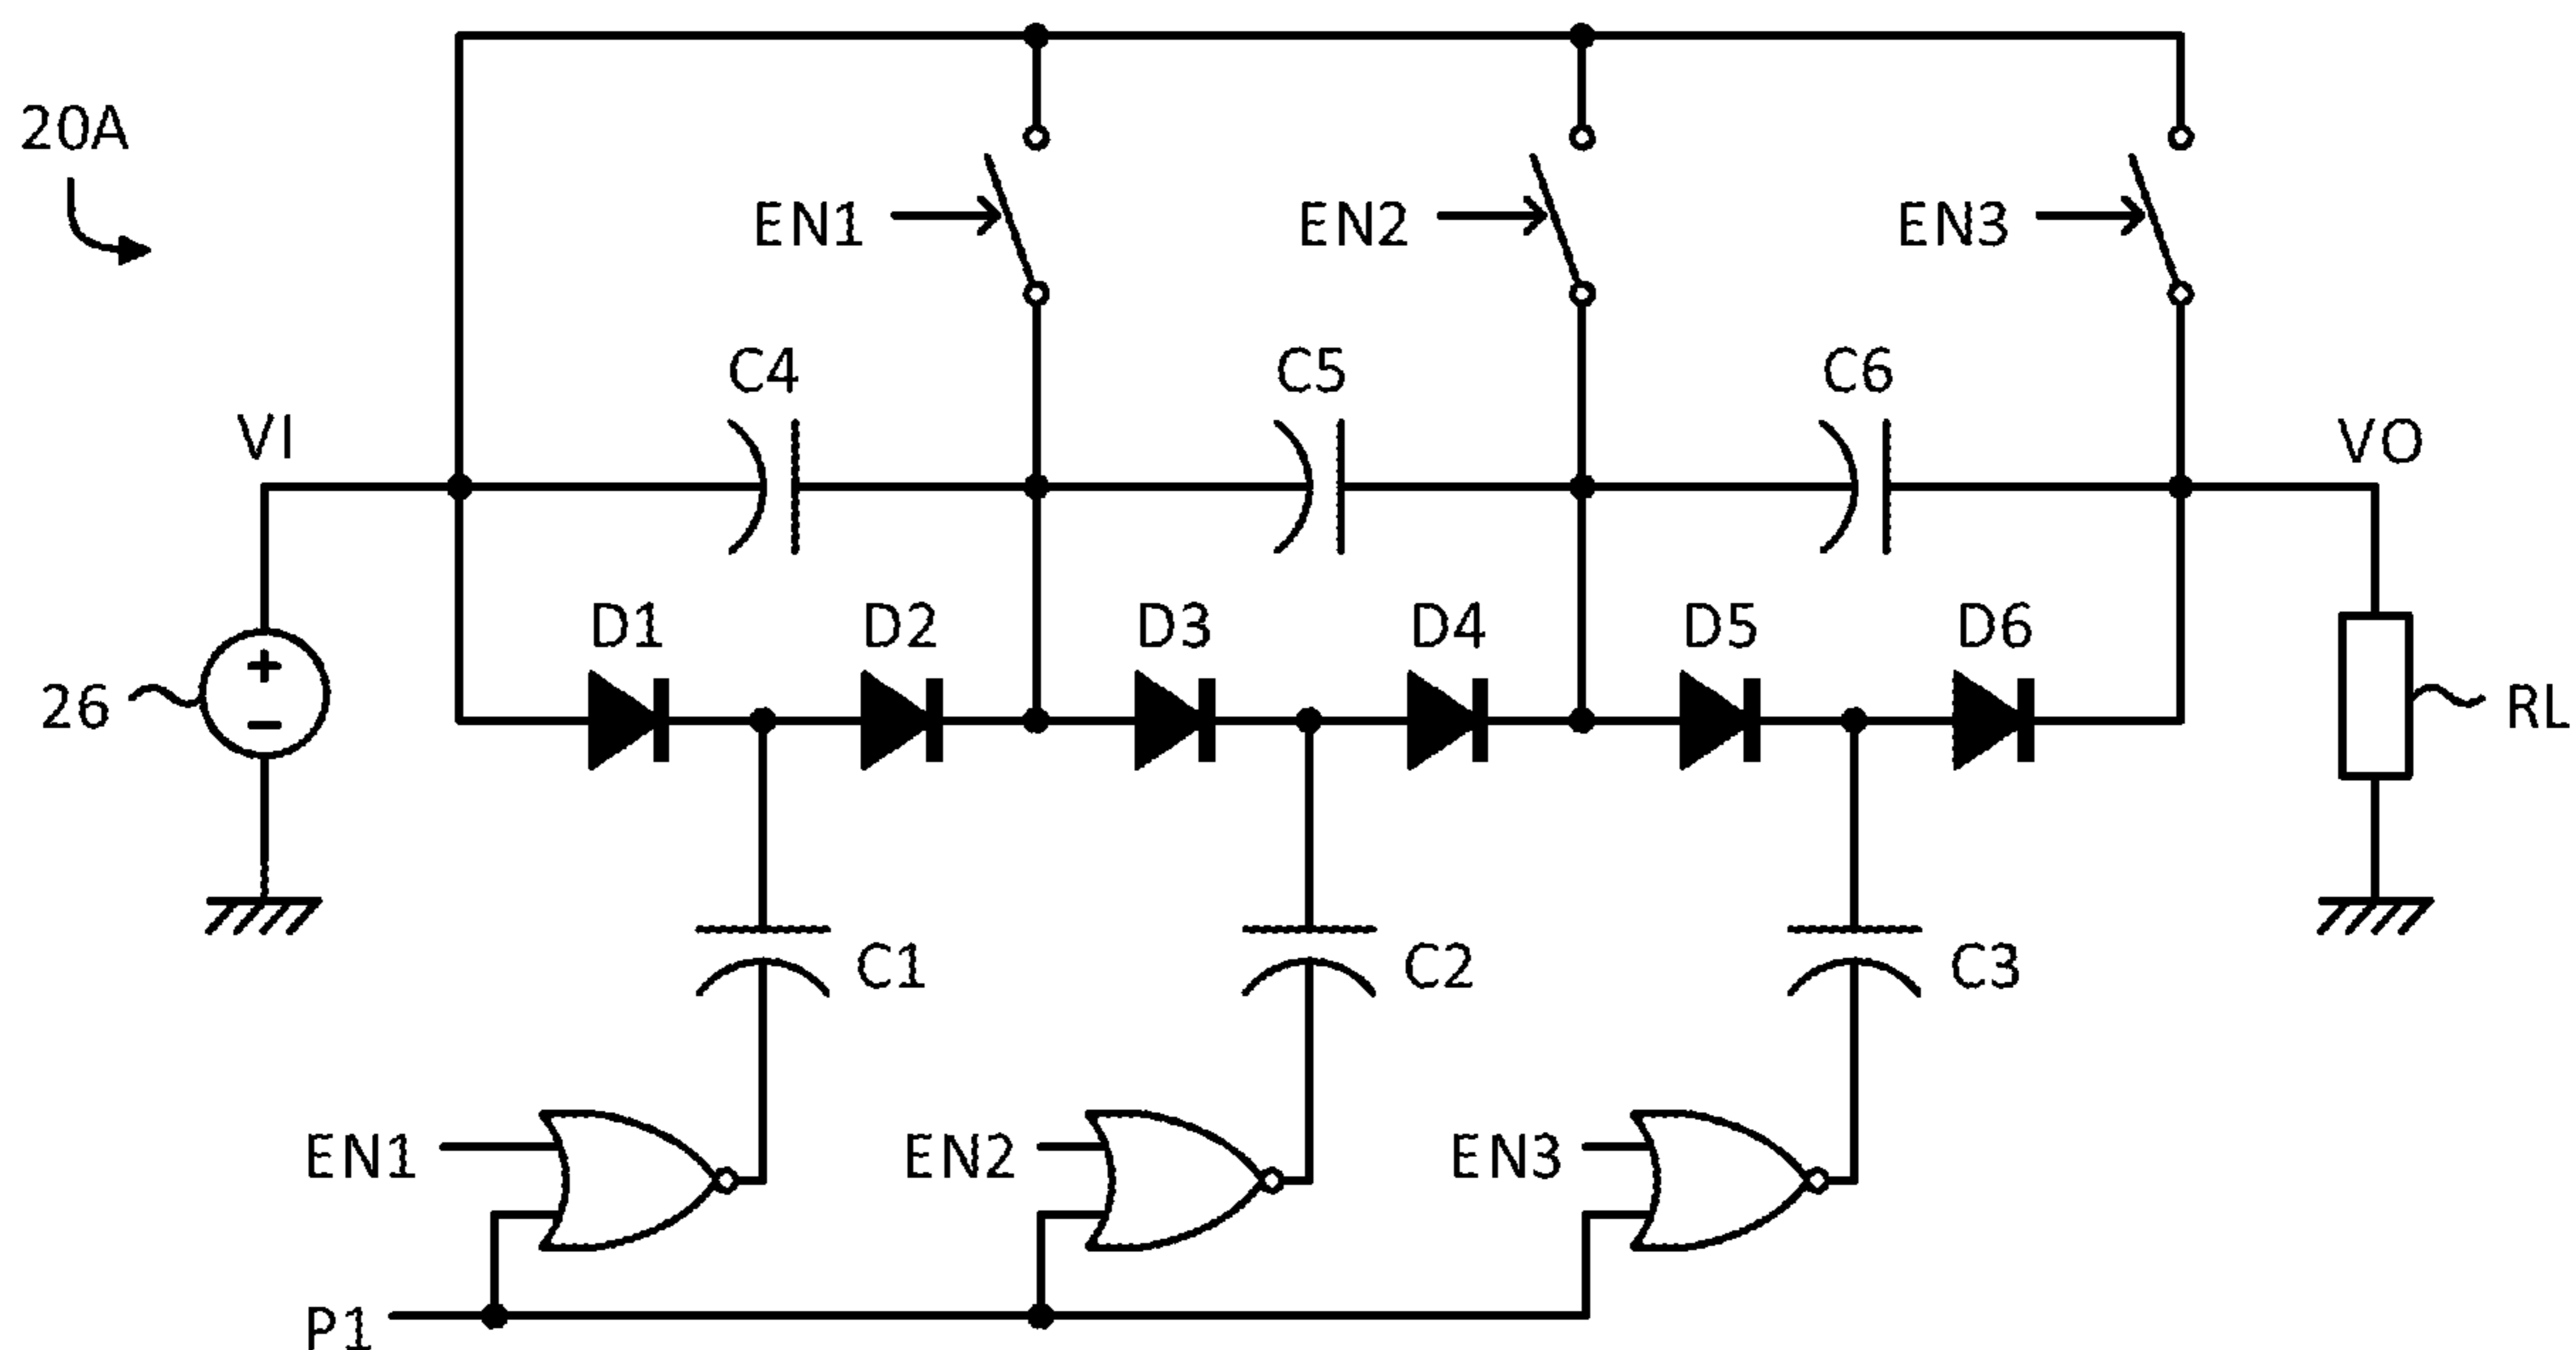 20A
EN1
EN2
EN3
C4
C5
C6
VI
VO
D1
D2
D3
D4
D5
D6
26
+
−
RL
C1
C2
C3
EN1
EN2
EN3
P1